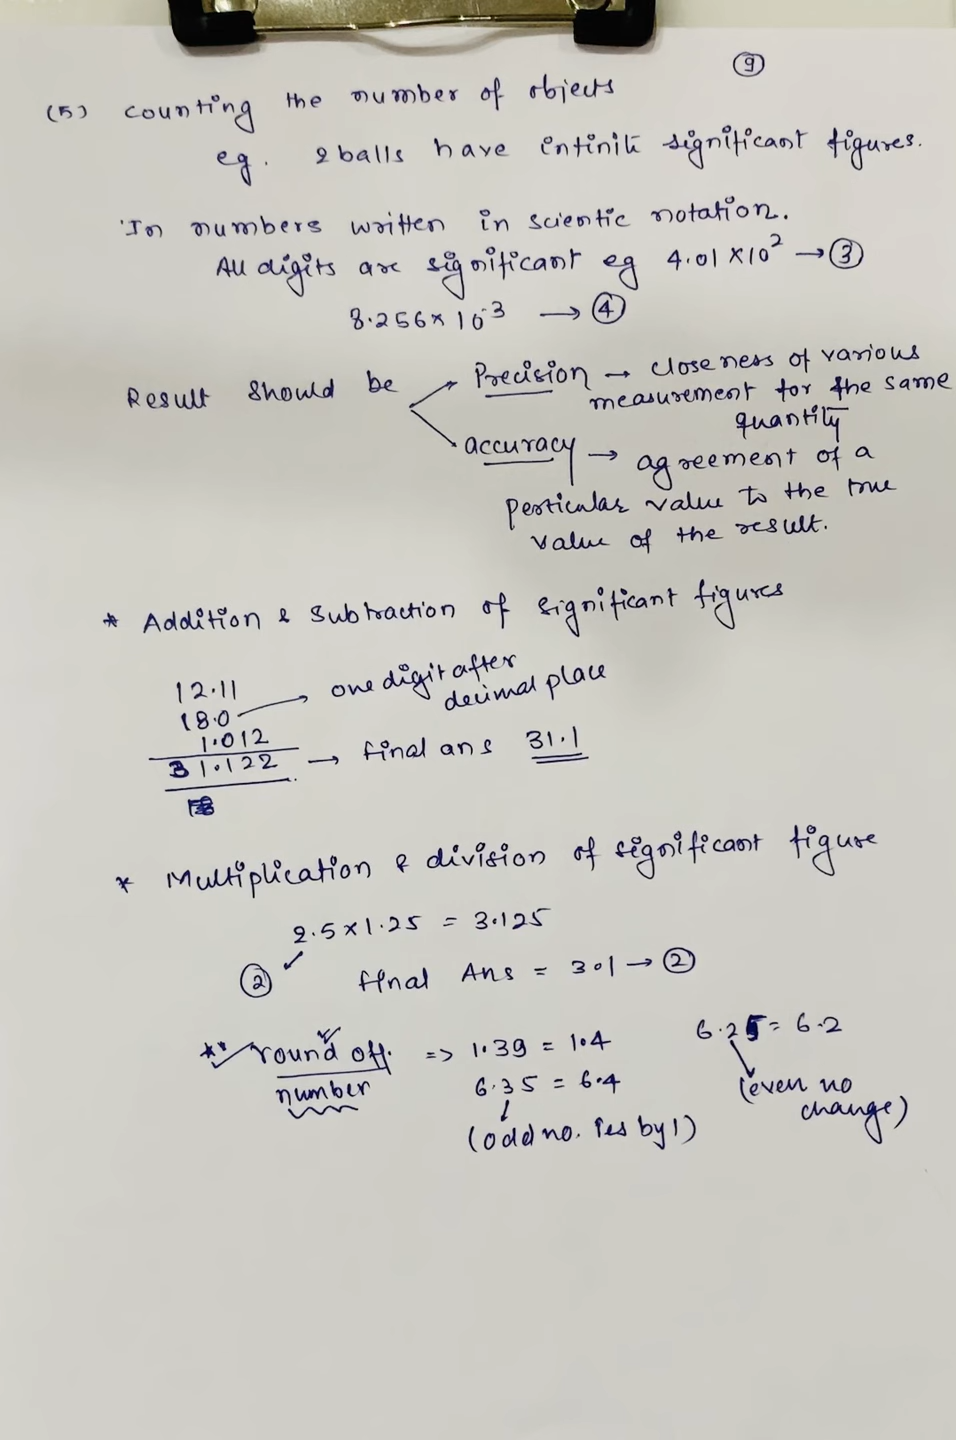 9
(5) counting the number of objects
eg. 2 balls have infinite significant figures.
In numbers written in scientic notation.
All digits are significant eg 4.01 × 10² → 3
8.256 × 10⁻³ → 4
Result should be
Precision → closeness of various
measurement for the same
quantity
accuracy → agreement of a
perticular value to the true
value of the result.
* Addition & Subtraction of significant figures
12.11
18.0 → one digit after
decimal place
1.012
31.122 → final ans 31.1
* Multiplication & division of significant figure
2.5 × 1.25 = 3.125
2
final Ans = 3.1 → 2
** round off. => 1.39 = 1.4
number
6.35 = 6.4
(odd no. ↑es by 1)
6.25 = 6.2
(even no
change)